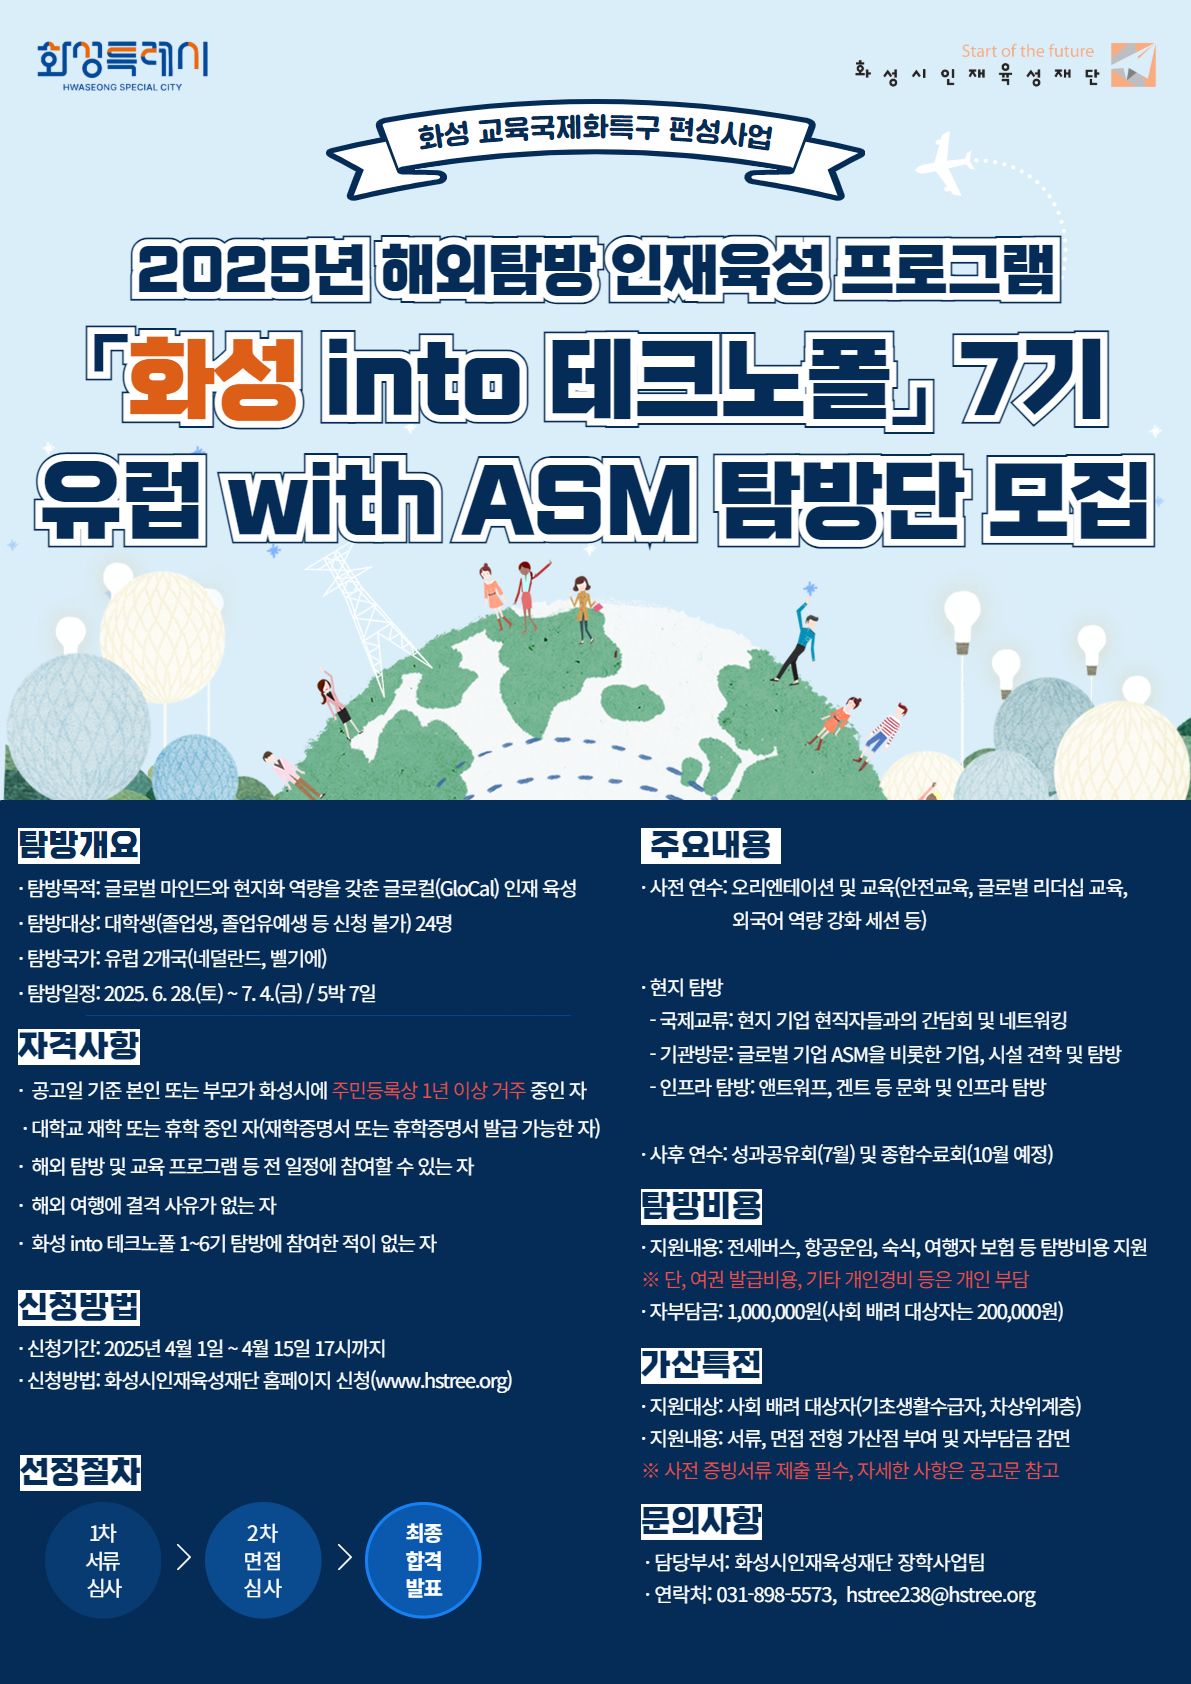 화성특례시
HWASEONG SPECIAL CITY
Start of the future
화성시인재육성재단
화성 교육국제화특구 편성사업
2025년 해외탐방 인재육성 프로그램
「화성 into 테크노폴」 7기
유럽 with ASM 탐방단 모집
탐방개요
· 탐방목적: 글로벌 마인드와 현지화 역량을 갖춘 글로컬(GloCal) 인재 육성
· 탐방대상: 대학생(졸업생, 졸업유예생 등 신청 불가) 24명
· 탐방국가: 유럽 2개국(네덜란드, 벨기에)
· 탐방일정: 2025. 6. 28.(토) ~ 7. 4.(금) / 5박 7일
자격사항
· 공고일 기준 본인 또는 부모가 화성시에 주민등록상 1년 이상 거주 중인 자
· 대학교 재학 또는 휴학 중인 자(재학증명서 또는 휴학증명서 발급 가능한 자)
· 해외 탐방 및 교육 프로그램 등 전 일정에 참여할 수 있는 자
· 해외 여행에 결격 사유가 없는 자
· 화성 into 테크노폴 1~6기 탐방에 참여한 적이 없는 자
신청방법
· 신청기간: 2025년 4월 1일 ~ 4월 15일 17시까지
· 신청방법: 화성시인재육성재단 홈페이지 신청(www.hstree.org)
선정절차
1차
서류
심사
2차
면접
심사
최종
합격
발표
주요내용
· 사전 연수: 오리엔테이션 및 교육(안전교육, 글로벌 리더십 교육,
외국어 역량 강화 세션 등)
· 현지 탐방
- 국제교류: 현지 기업 현직자들과의 간담회 및 네트워킹
- 기관방문: 글로벌 기업 ASM을 비롯한 기업, 시설 견학 및 탐방
- 인프라 탐방: 앤트워프, 겐트 등 문화 및 인프라 탐방
· 사후 연수: 성과공유회(7월) 및 종합수료회(10월 예정)
탐방비용
· 지원내용: 전세버스, 항공운임, 숙식, 여행자 보험 등 탐방비용 지원
※ 단, 여권 발급비용, 기타 개인경비 등은 개인 부담
· 자부담금: 1,000,000원(사회 배려 대상자는 200,000원)
가산특전
· 지원대상: 사회 배려 대상자(기초생활수급자, 차상위계층)
· 지원내용: 서류, 면접 전형 가산점 부여 및 자부담금 감면
※ 사전 증빙서류 제출 필수, 자세한 사항은 공고문 참고
문의사항
· 담당부서: 화성시인재육성재단 장학사업팀
· 연락처: 031-898-5573, hstree238@hstree.org